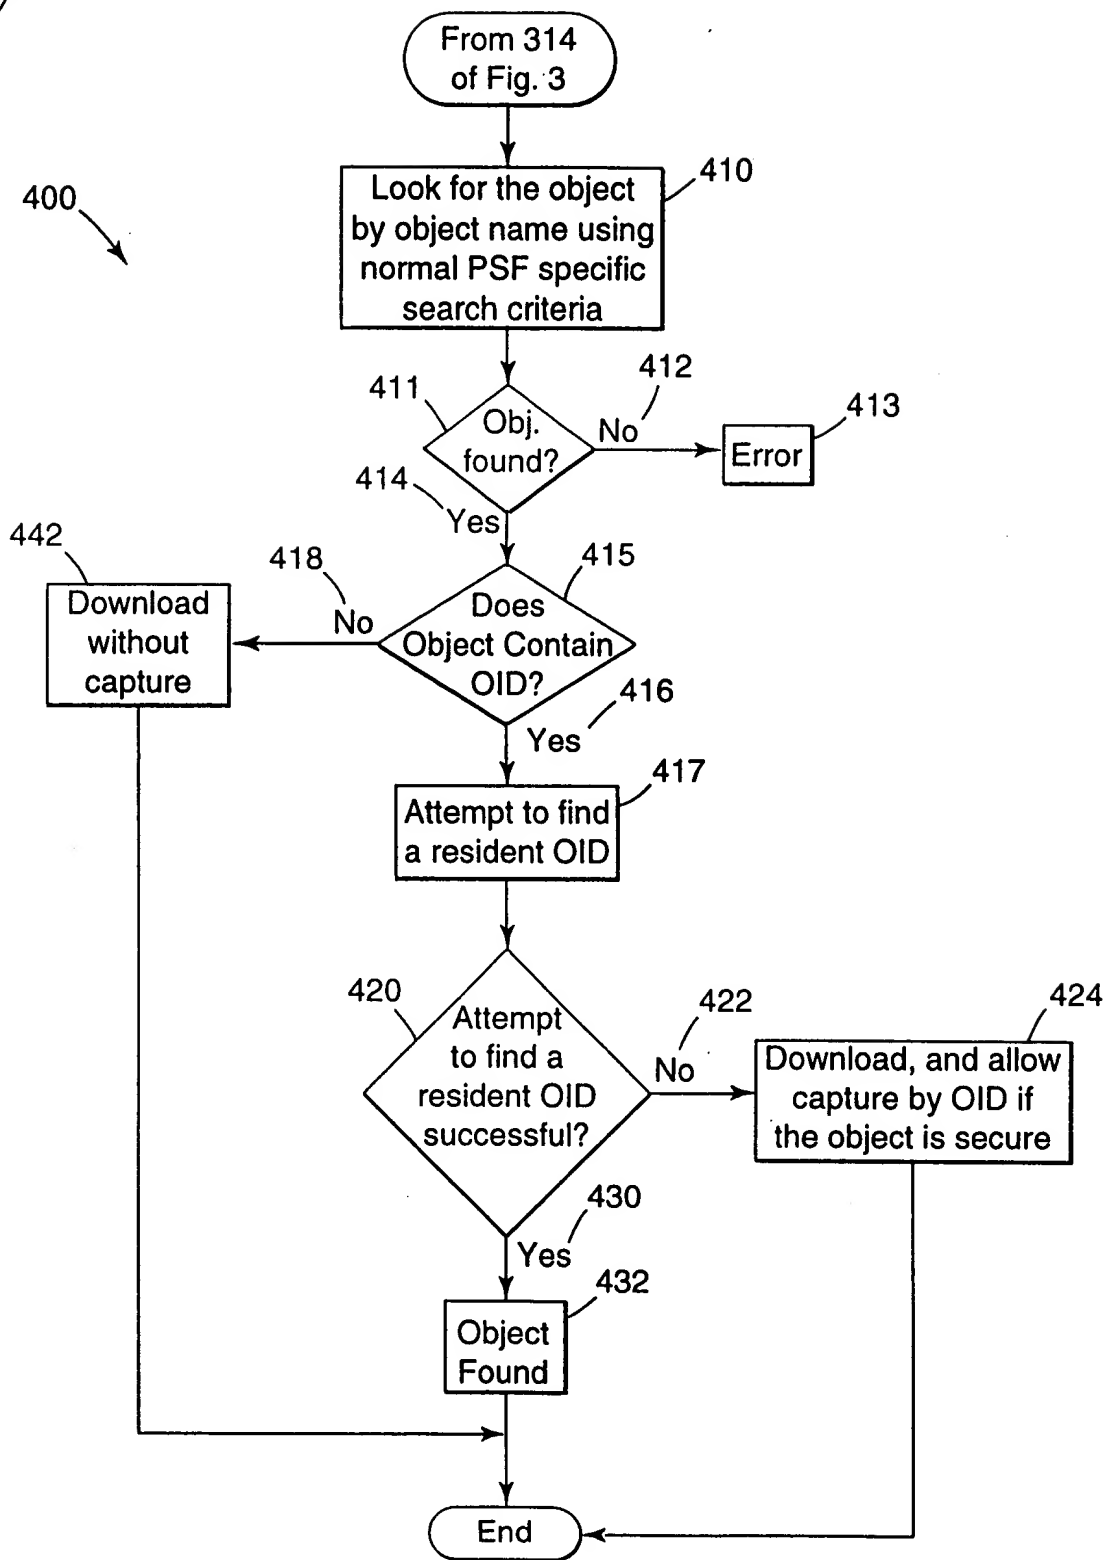 From 314
of Fig. 3
400
410
Look for the object
by object name using
normal PSF specific
search criteria
411
412
Obj.
found?
No
413
Error
414
Yes
442
418
415
Download
without
capture
No
Does
Object Contain
OID?
416
Yes
417
Attempt to find
a resident OID
420
422
424
Attempt
to find a
resident OID
successful?
No
Download, and allow
capture by OID if
the object is secure
430
Yes
432
Object
Found
End